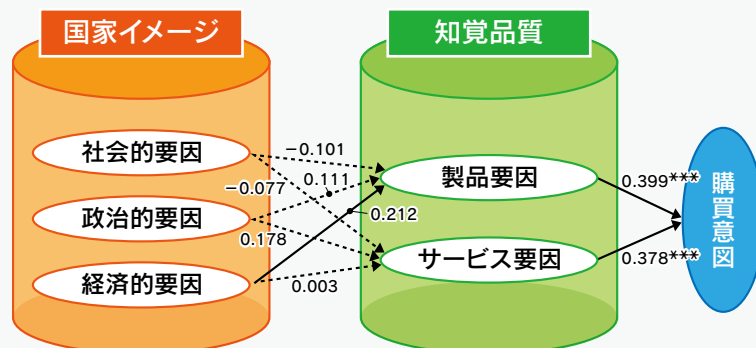 国家イメージ
知覚品質
社会的要因
政治的要因
経済的要因
−0.101
−0.077
0.111
0.212
0.178
0.003
製品要因
サービス要因
0.399***
0.378***
購買意図